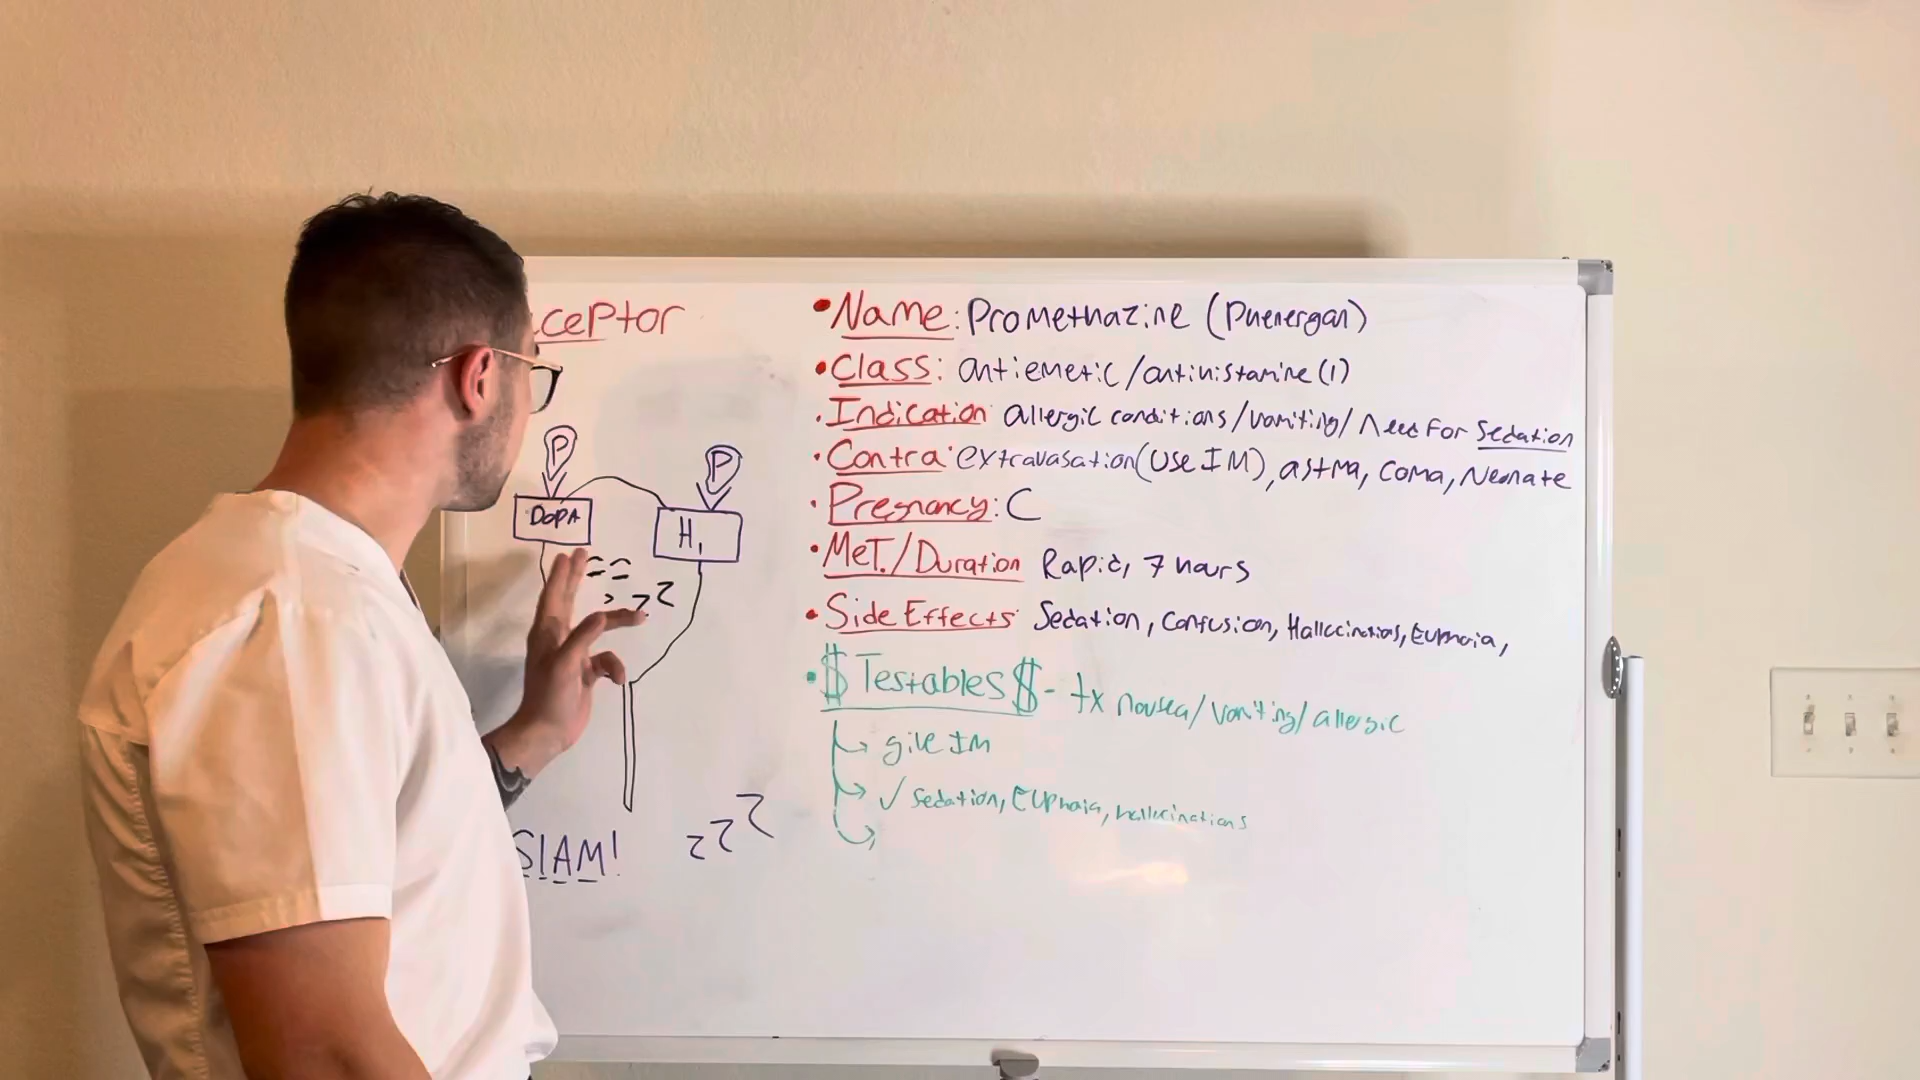 ceptor
P
P
DOPA
H1
z z
SLAM!
z z z
•Name: Promethazine (Phenergan)
•Class: antiemetic/antihistamine(1)
•Indication allergic conditions/vomiting/need for sedation
•Contra: extravasation(Use IM), astma, coma, Neonate
•Pregnancy: C
•Met./Duration Rapid, 7 hours
•Side Effects: Sedation, Confusion, Hallucinations, Euphoia,
•$ Testables $ - tx nausea/vomiting/allergic
→ give IM
→ ✓ sedation, Euphoia, hallucinations